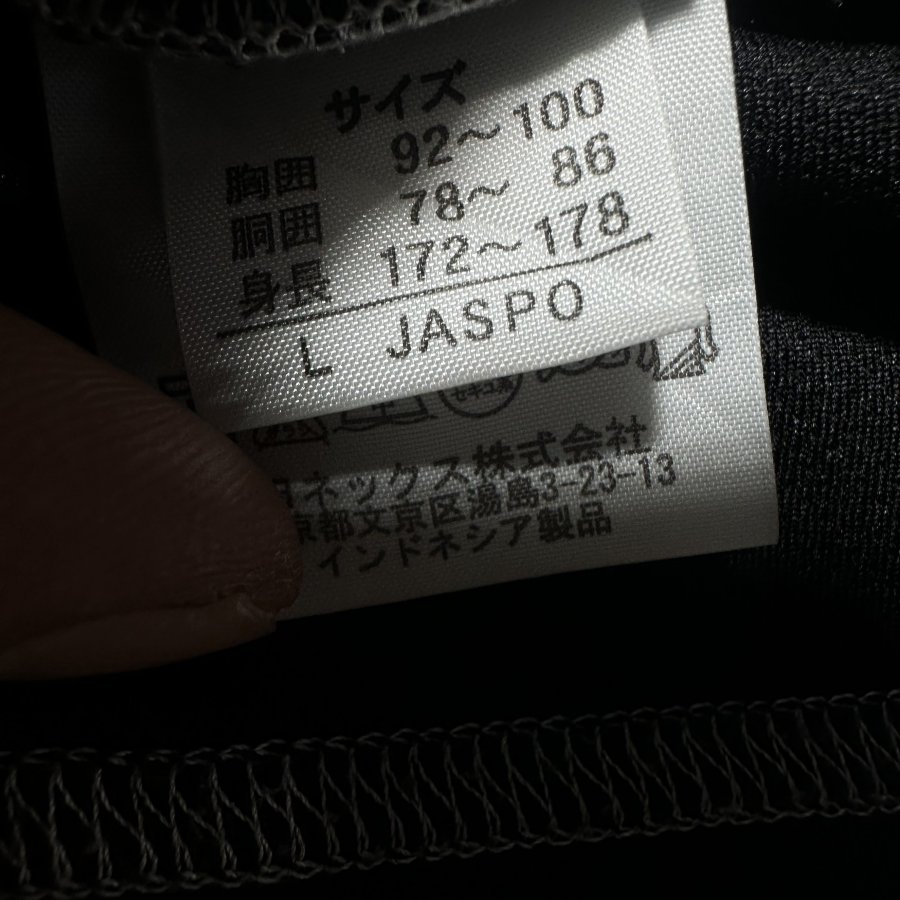 サイズ
胸囲 92〜100
胴囲 78〜 86
身長 172〜178
L JASPO
ヨネックス株式会社
京都文京区湯島3-23-13
インドネシア製品